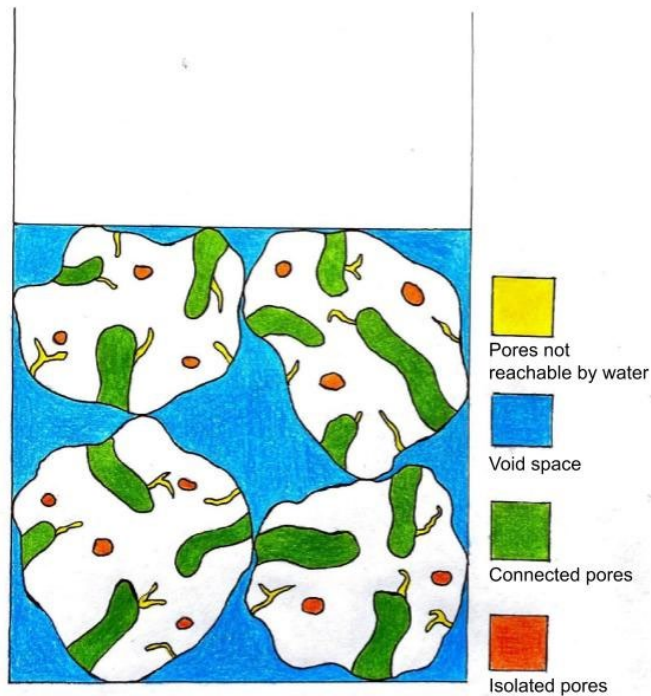 Pores not
reachable by water
Void space
Connected pores
Isolated pores